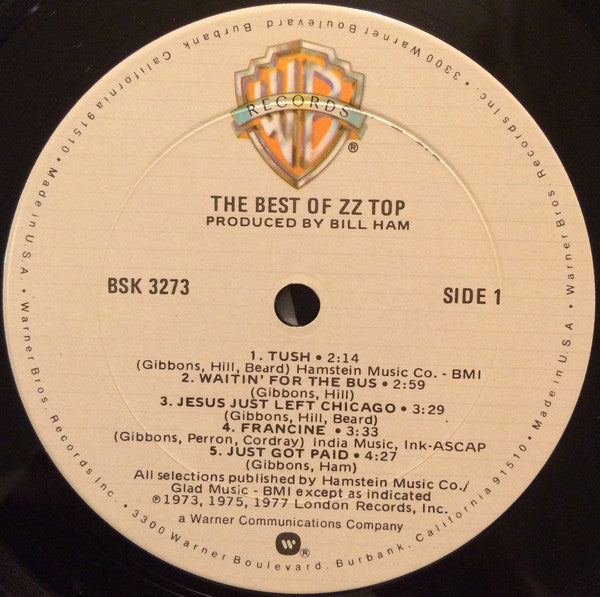 WB
RECORDS
®
THE BEST OF ZZ TOP
PRODUCED BY BILL HAM
BSK 3273
SIDE 1
1. TUSH • 2:14
(Gibbons, Hill, Beard) Hamstein Music Co. - BMI
2. WAITIN' FOR THE BUS • 2:59
(Gibbons, Hill)
3. JESUS JUST LEFT CHICAGO • 3:29
(Gibbons, Hill, Beard)
4. FRANCINE • 3:33
(Gibbons, Perron, Cordray) India Music, Ink-ASCAP
5. JUST GOT PAID • 4:27
(Gibbons, Ham)
All selections published by Hamstein Music Co./
Glad Music - BMI except as indicated
℗1973, 1975, 1977 London Records, Inc.
a Warner Communications Company
W ®
Warner Bros. Records Inc. • 3300 Warner Boulevard, Burbank, California 91510 • Made in U.S.A. • Warner Bros. Records Inc. • 3300 Warner Boulevard, Burbank, California 91510 • Made in U.S.A. •